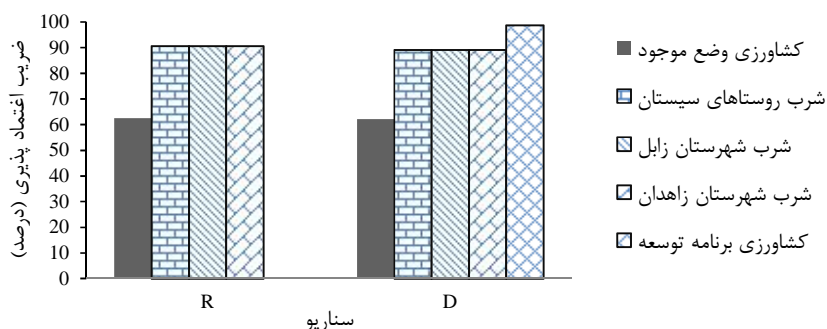 ضریب اغتماد پذیری (درصد)
100
90
80
70
60
50
40
30
20
10
0
R
D
سناریو
کشاورزی وضع موجود
شرب روستاهای سیستان
شرب شهرستان زابل
شرب شهرستان زاهدان
کشاورزی برنامه توسعه